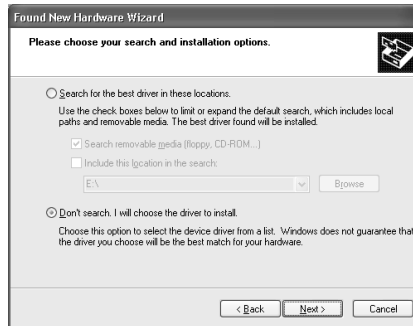 Found New Hardware Wizard
Please choose your search and installation options.
Search for the best driver in these locations.
Use the check boxes below to limit or expand the default search, which includes local
paths and removable media. The best driver found will be installed.
Search removable media (floppy, CD-ROM...)
Include this location in the search:
E:\
Browse
Don't search. I will choose the driver to install.
Choose this option to select the device driver from a list. Windows does not guarantee that
the driver you choose will be the best match for your hardware.
< Back
Next >
Cancel